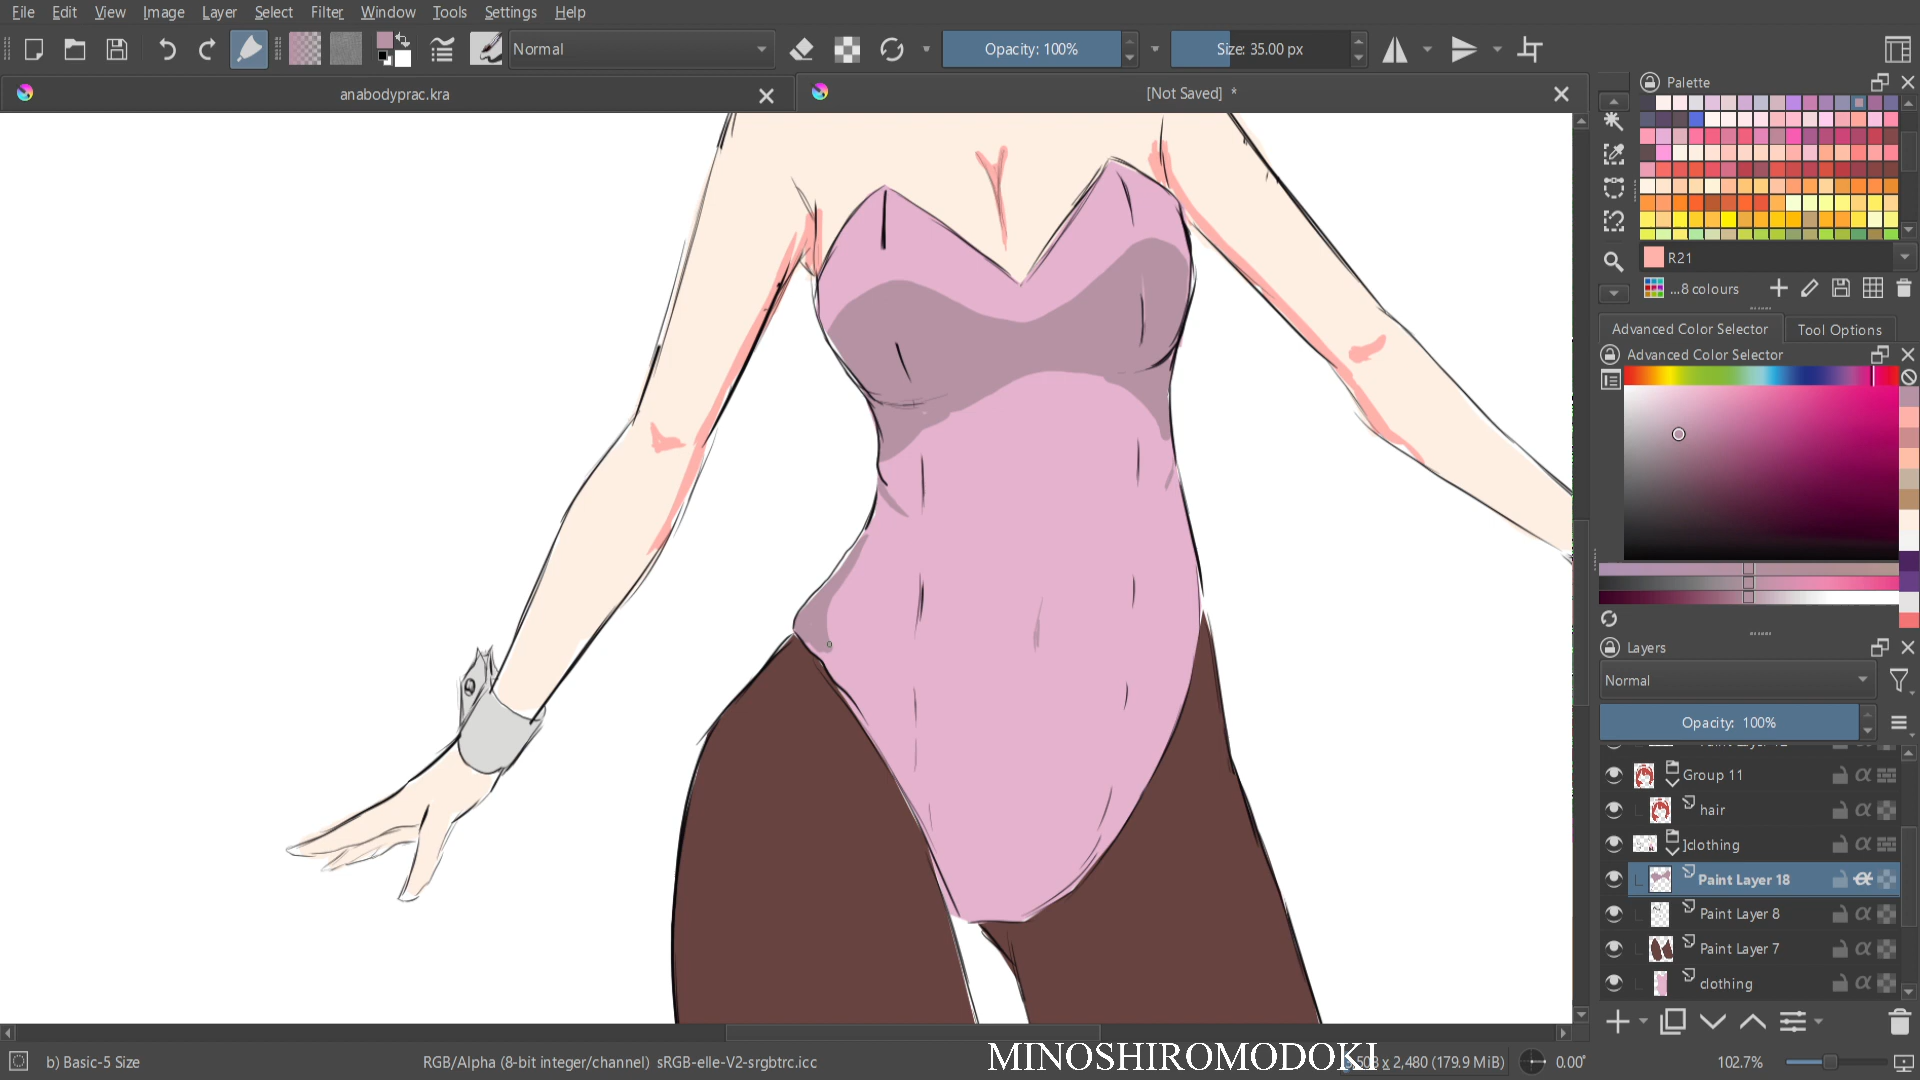 File Edit View Image Layer Select Filter Window Tools Settings Help
Normal Opacity: 100% Size: 35.00 px
anabodyprac.kra
[Not Saved] *
Palette
R21
...8 colours
Advanced Color Selector Tool Options
Advanced Color Selector
Layers
Normal
Opacity: 100%
Group 11
hair
]clothing
Paint Layer 18
Paint Layer 8
Paint Layer 7
clothing
b) Basic-5 Size RGB/Alpha (8-bit integer/channel) sRGB-elle-V2-srgbtrc.icc x 2,480 (179.9 MiB) 0.00° 102.7%
MINOSHIROMODOKI